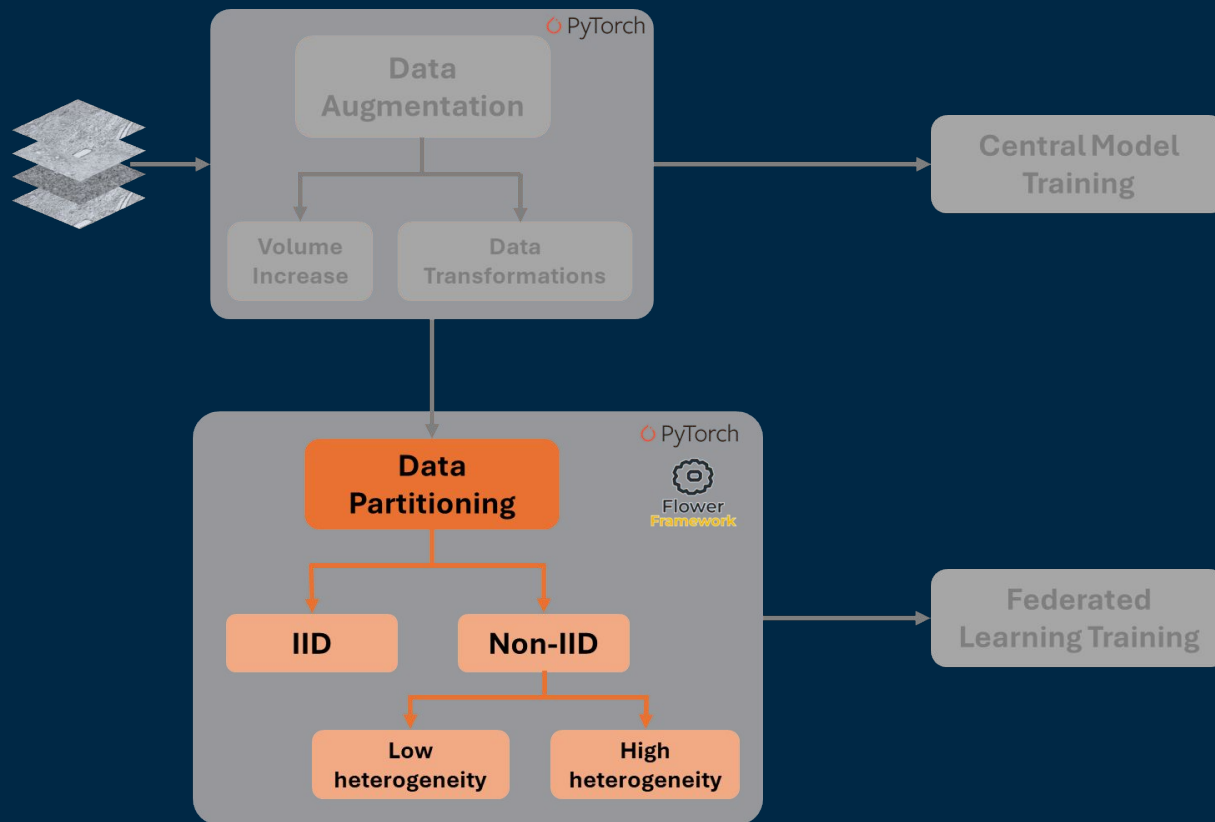 PyTorch
Data
Augmentation
Volume
Increase
Data
Transformations
Central Model
Training
PyTorch
Flower
Framework
Data
Partitioning
IID
Non-IID
Low
heterogeneity
High
heterogeneity
Federated
Learning Training